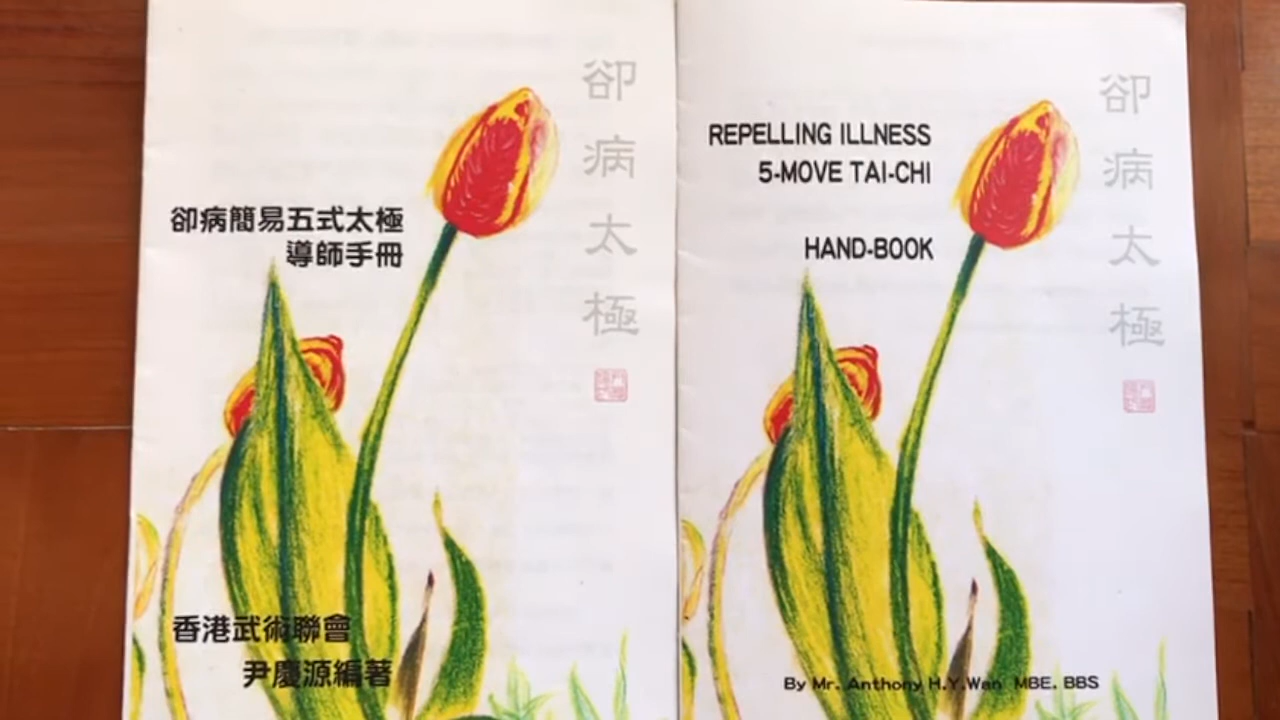 卻病太極
卻病簡易五式太極
導師手冊
香港武術聯會
尹慶源編著
卻病太極
REPELLING ILLNESS
5-MOVE TAI-CHI
HAND-BOOK
By Mr. Anthony H.Y.Wan MBE. BBS